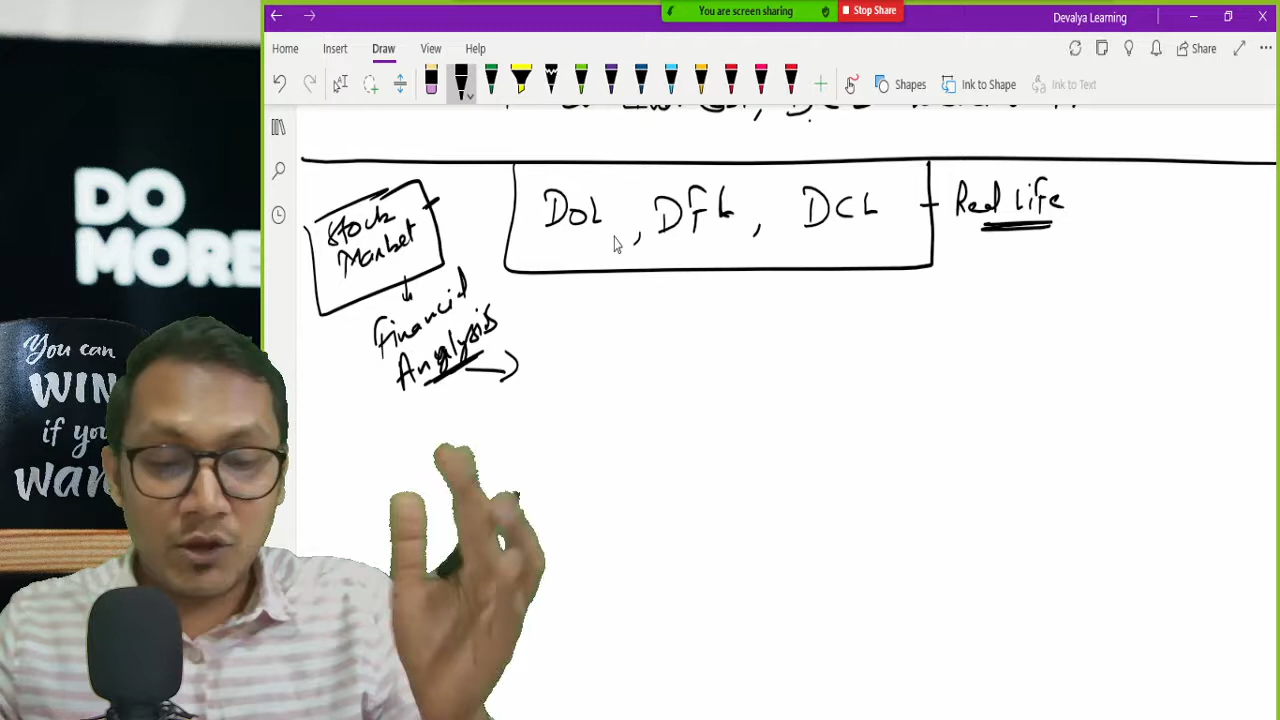 You are screen sharing
Stop Share
Devalya Learning
Home
Insert
Draw
View
Help
Share
Shapes
Ink to Shape
Ink to Text
DOL, DFL, DCL
Real life
Stock
Market
Financial
Analysis
DO
MORE
You can
WIN
if you
want